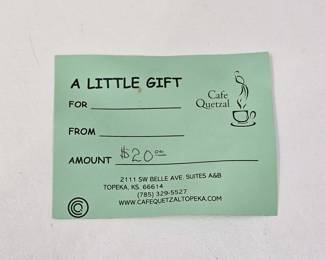 A LITTLE GIFT
Cafe
Quetzal
FOR
FROM
AMOUNT $20.00
2111 SW BELLE AVE. SUITES A&B
TOPEKA, KS. 66614
(785) 329-5527
WWW.CAFEQUETZALTOPEKA.COM